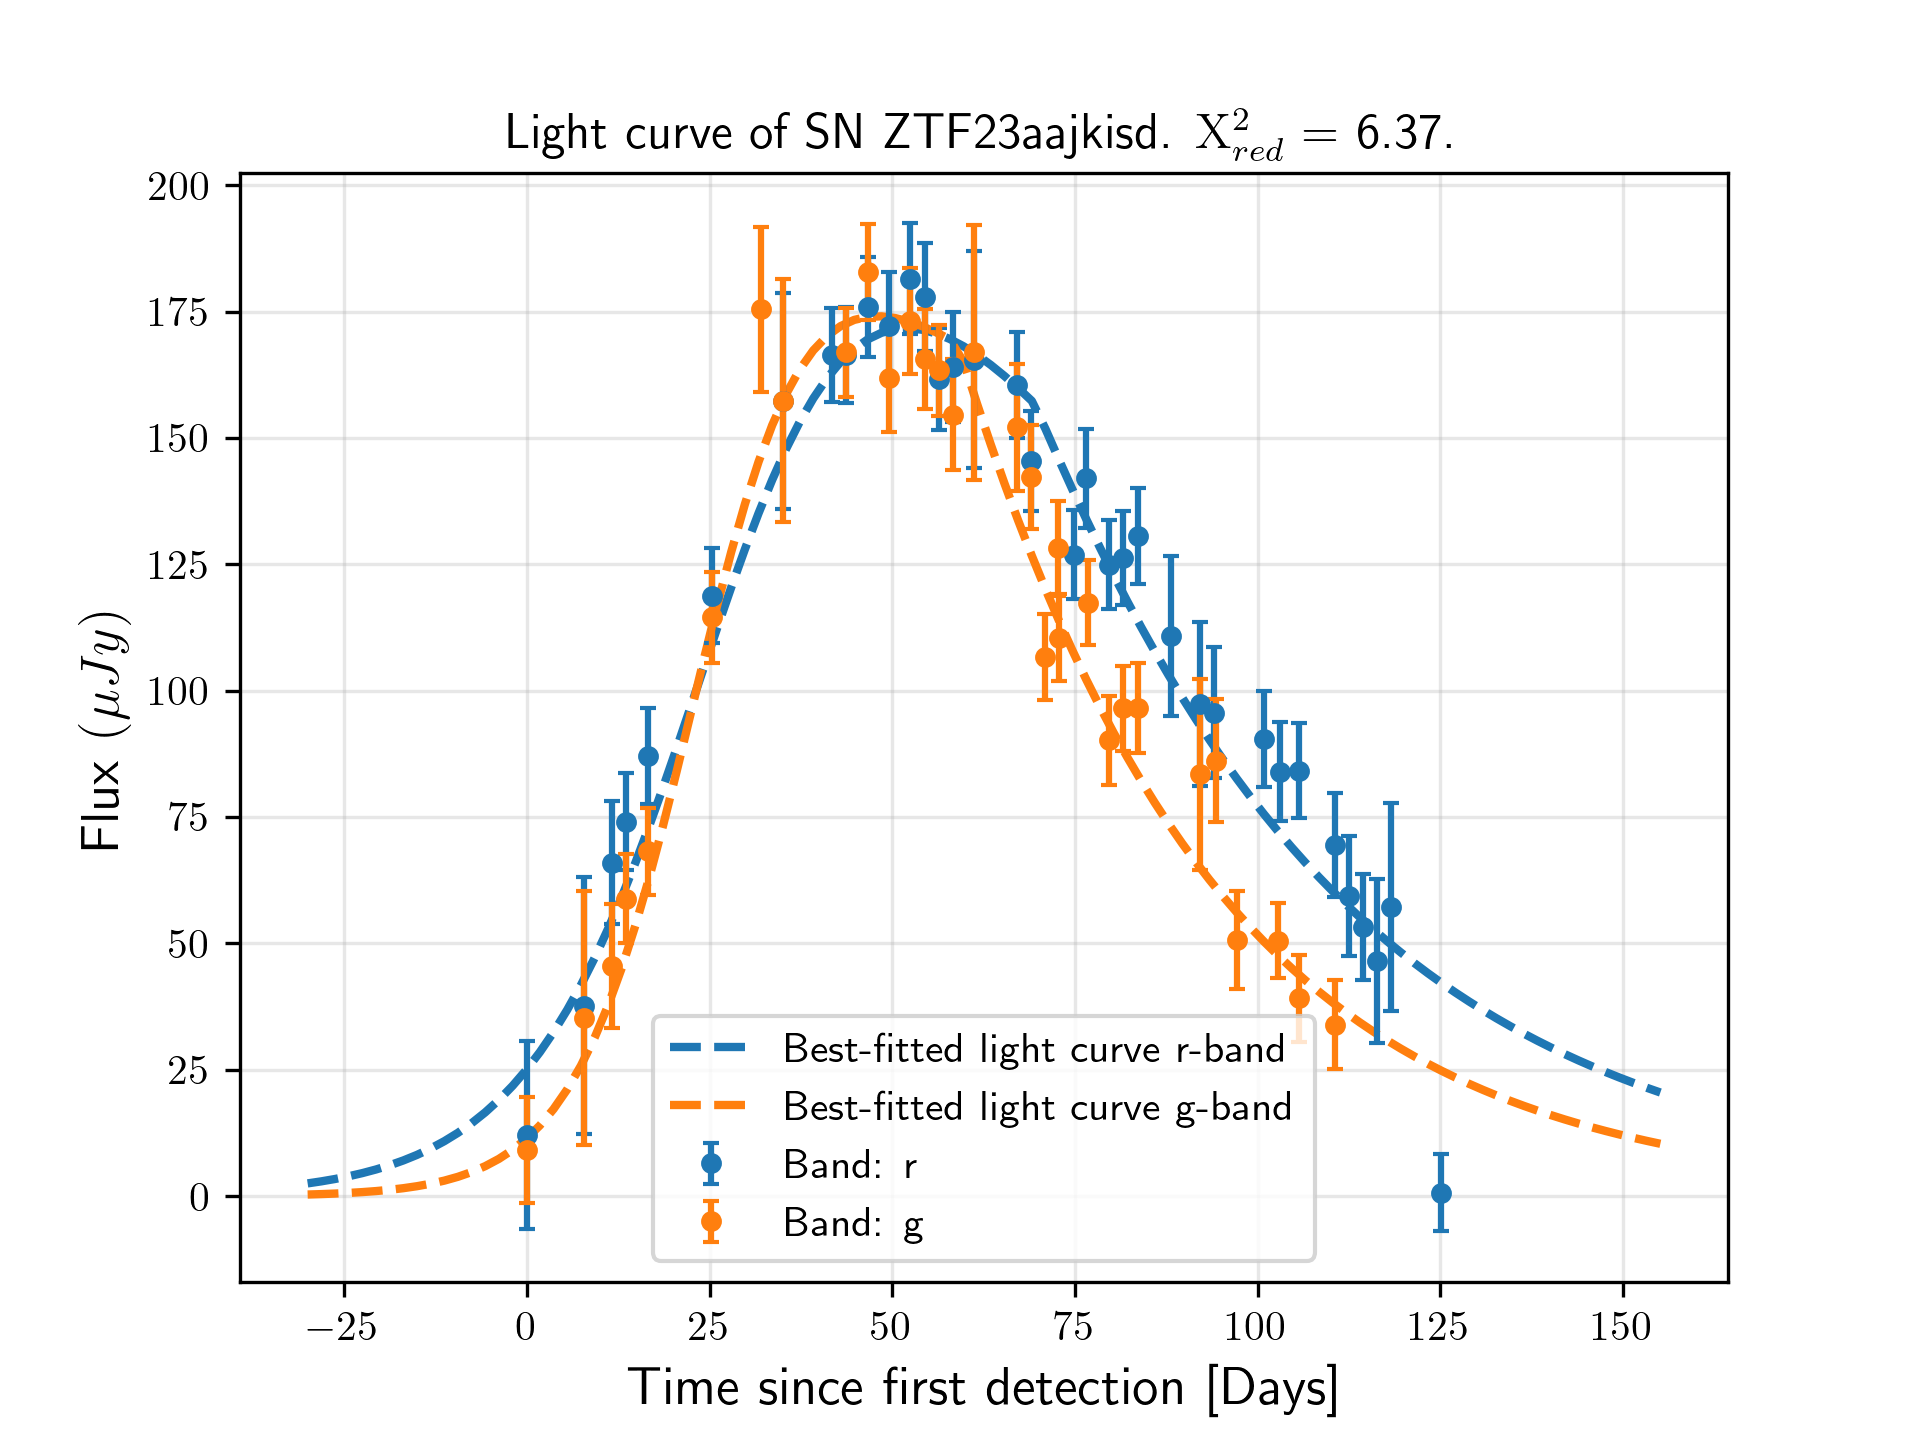 Light curve of SN ZTF23aajkisd. X²red = 6.37.
200
175
150
125
100
75
50
25
0
Flux (μJy)
Best-fitted light curve r-band
Best-fitted light curve g-band
Band: r
Band: g
−25 0 25 50 75 100 125 150
Time since first detection [Days]